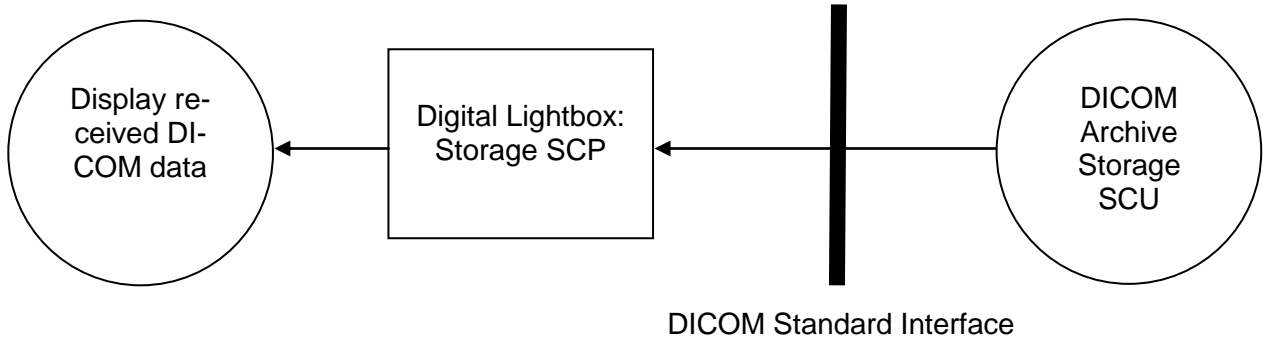 Display re-
ceived DI-
COM data
Digital Lightbox:
Storage SCP
DICOM
Archive
Storage
SCU
DICOM Standard Interface